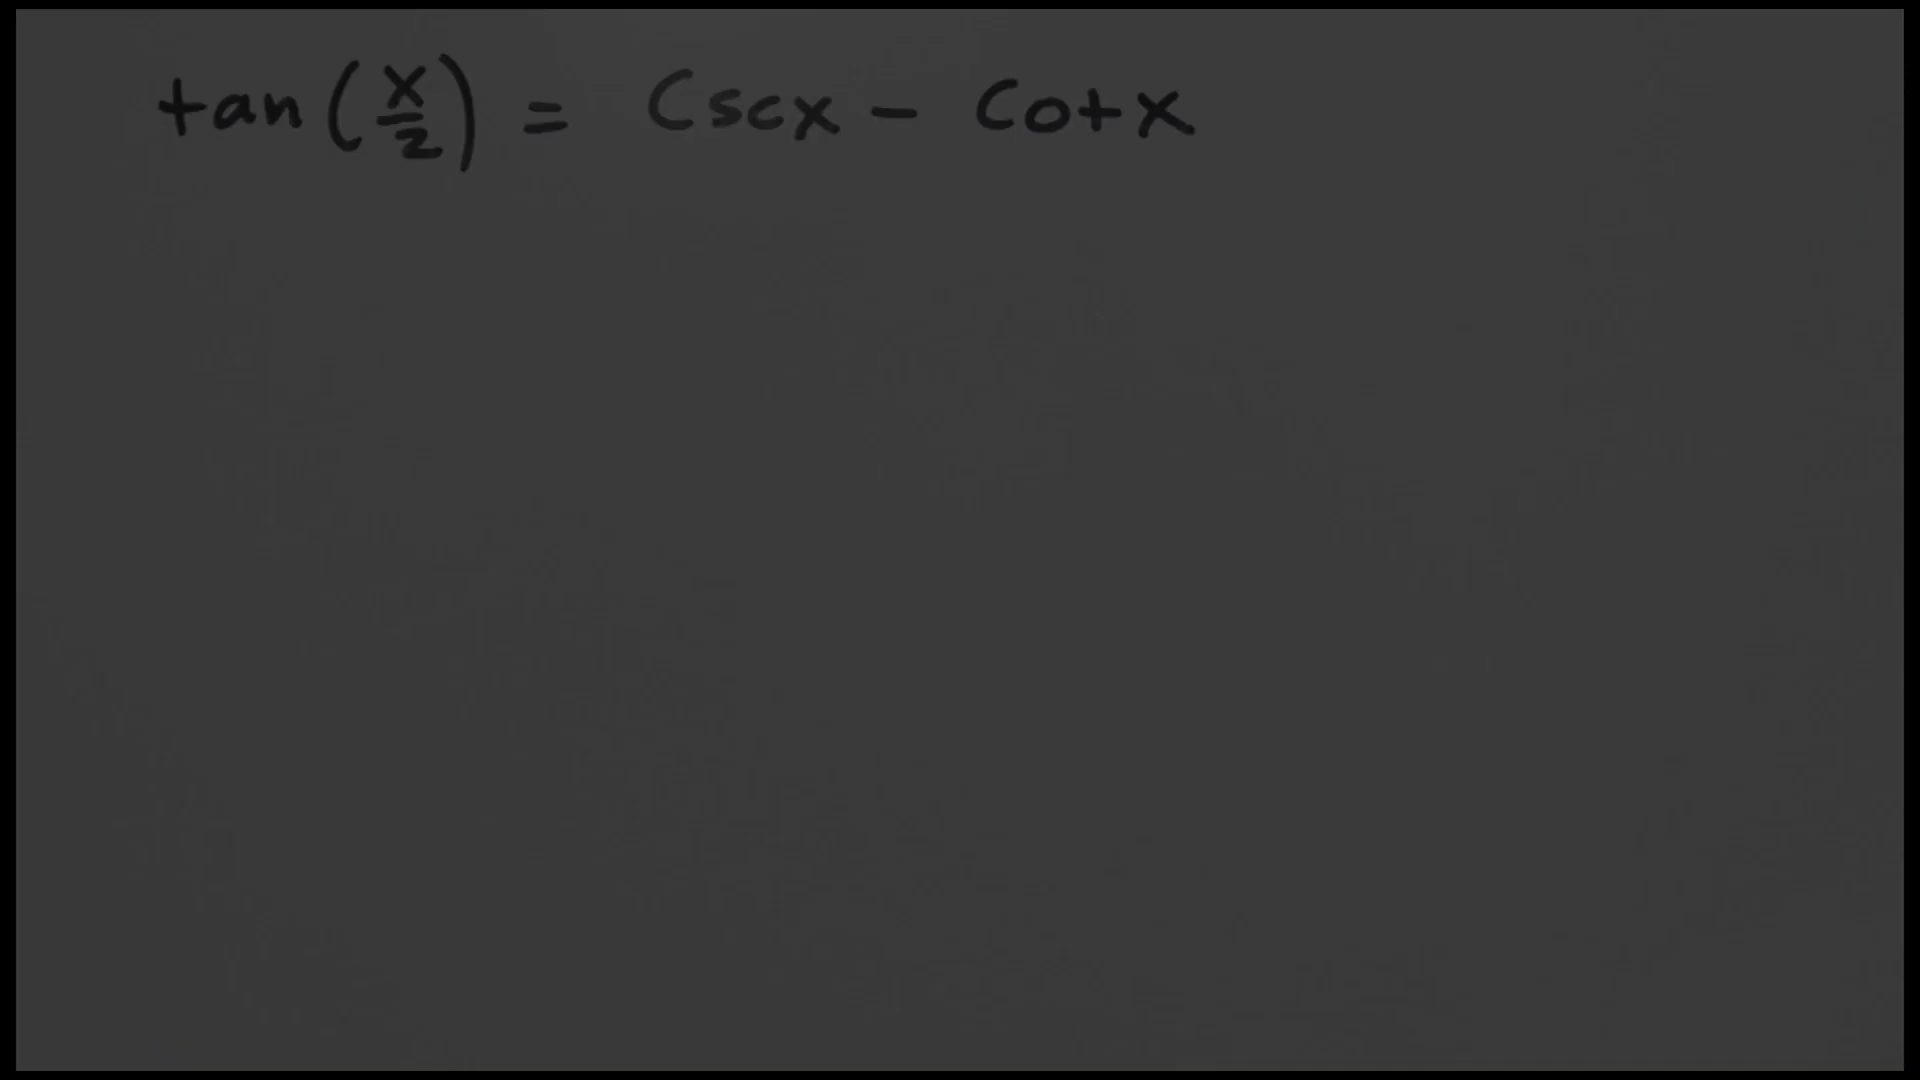 tan(x/2) = Cscx - Cotx